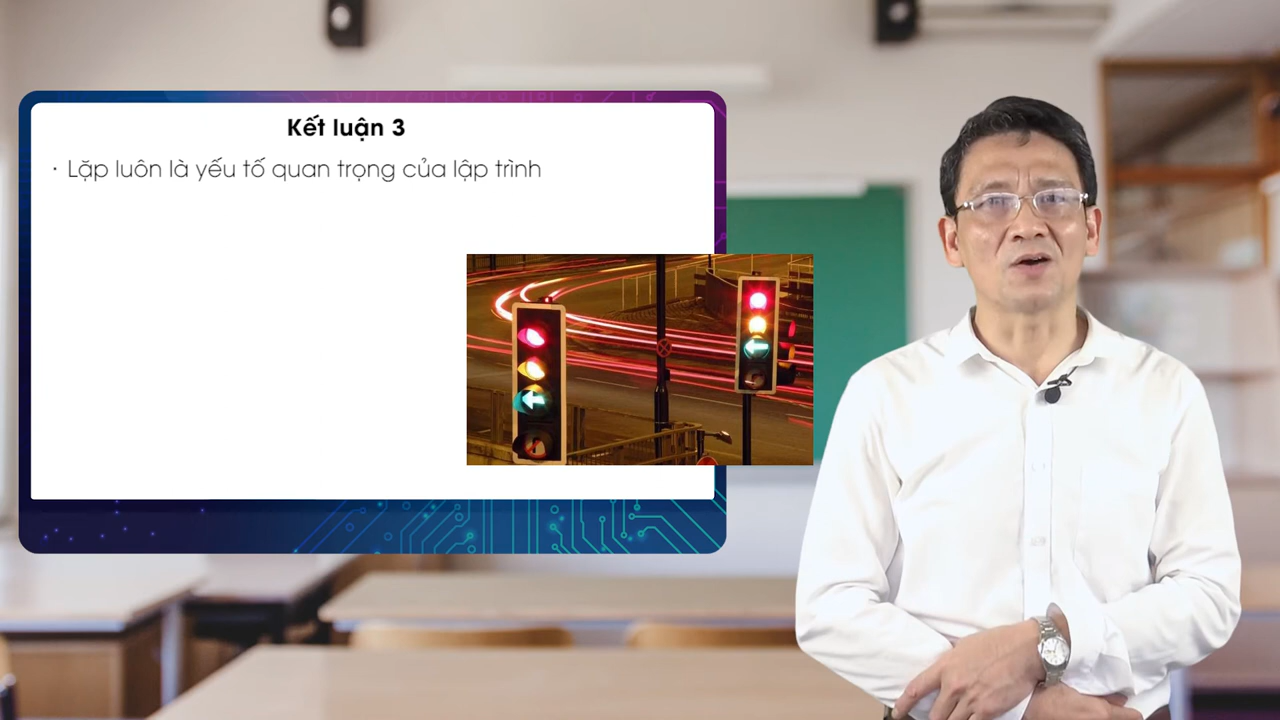 Kết luận 3
· Lặp luôn là yếu tố quan trọng của lập trình